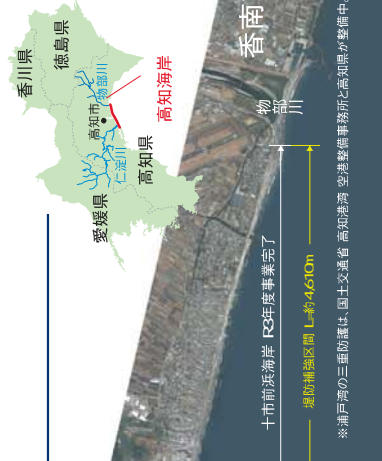 香川県
徳島県
愛媛県
高知県
高知市
物部川
仁淀川
高知海岸
香南
物部川
十市前浜海岸 R3年度事業完了
堤防補強区間 L=約4,610m
※浦戸湾の三重防護は、国土交通省 高知港湾・空港整備事務所と高知県が整備中。